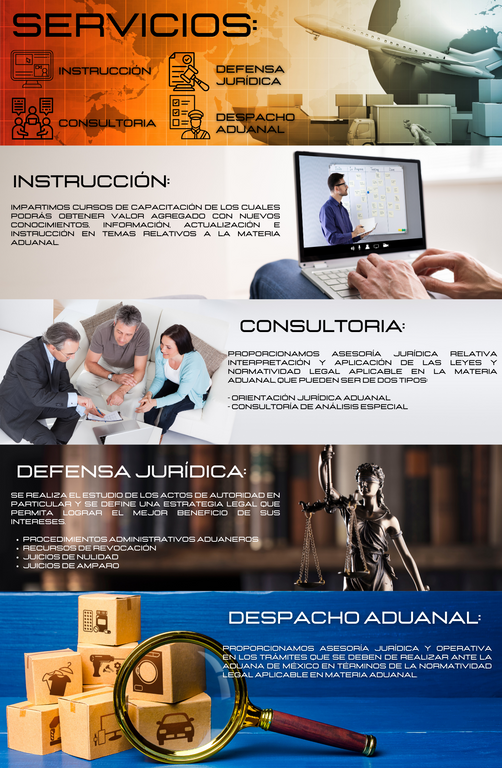 SERVICIOS:
INSTRUCCIÓN
DEFENSA
JURÍDICA
CONSULTORIA
DESPACHO
ADUANAL
INSTRUCCIÓN:
IMPARTIMOS CURSOS DE CAPACITACIÓN DE LOS CUALES
PODRÁS OBTENER VALOR AGREGADO CON NUEVOS
CONOCIMIENTOS, INFORMACIÓN, ACTUALIZACIÓN E
INSTRUCCIÓN EN TEMAS RELATIVOS A LA MATERIA
ADUANAL.
CONSULTORIA:
PROPORCIONAMOS ASESORÍA JURÍDICA RELATIVA
INTERPRETACIÓN Y APLICACIÓN DE LAS LEYES Y
NORMATIVIDAD LEGAL APLICABLE EN LA MATERIA
ADUANAL QUE PUEDEN SER DE DOS TIPOS:
- ORIENTACIÓN JURÍDICA ADUANAL
- CONSULTORÍA DE ANÁLISIS ESPECIAL
DEFENSA JURÍDICA:
SE REALIZA EL ESTUDIO DE LOS ACTOS DE AUTORIDAD EN
PARTICULAR Y SE DEFINE UNA ESTRATEGIA LEGAL QUE
PERMITA LOGRAR EL MEJOR BENEFICIO DE SUS
INTERESES.
• PROCEDIMIENTOS ADMINISTRATIVOS ADUANEROS
• RECURSOS DE REVOCACIÓN
• JUICIOS DE NULIDAD
• JUICIOS DE AMPARO
DESPACHO ADUANAL:
PROPORCIONAMOS ASESORÍA JURÍDICA Y OPERATIVA
EN LOS TRÁMITES QUE SE DEBEN DE REALIZAR ANTE LA
ADUANA DE MÉXICO EN TÉRMINOS DE LA NORMATIVIDAD
LEGAL APLICABLE EN MATERIA ADUANAL.